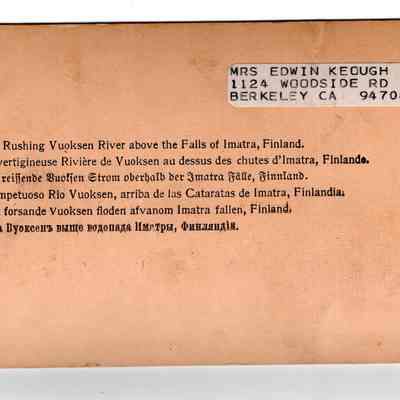 MRS EDWIN KEOUGH
1124 WOODSIDE RD
BERKELEY CA 9470
Rushing Vuoksen River above the Falls of Imatra, Finland.
vertigineuse Rivière de Vuoksen au dessus des chutes d'Imatra, Finlande.
reißende Vuoksen Strom oberhalb der Imatra Fälle, Finnland.
mpetuoso Rio Vuoksen, arriba de las Cataratas de Imatra, Finlandia.
forsande Vuoksen floden afvanom Imatra fallen, Finland.
а Вуоксенъ выше водопада Иматры, Финляндія.